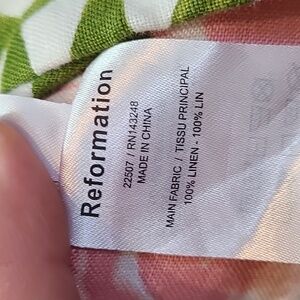 Reformation
22507 / RN143248
MADE IN CHINA
MAIN FABRIC / TISSU PRINCIPAL
100% LINEN - 100% LIN